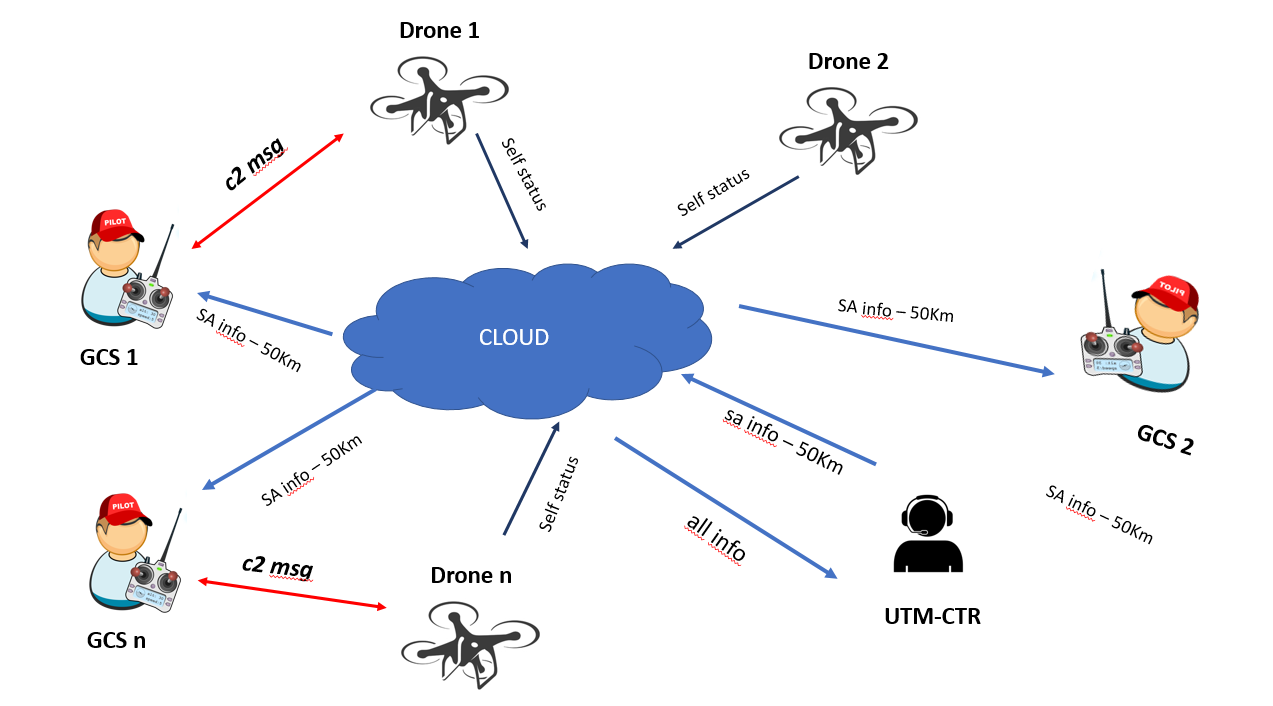 Drone 1
Drone 2
c2 msg
Self status
Self status
PILOT
PILOT
GCS 1
SA info – 50Km
CLOUD
SA info – 50Km
GCS 2
sa info – 50Km
SA info – 50Km
SA info – 50Km
Self status
all info
PILOT
c2 msg
Drone n
GCS n
UTM-CTR